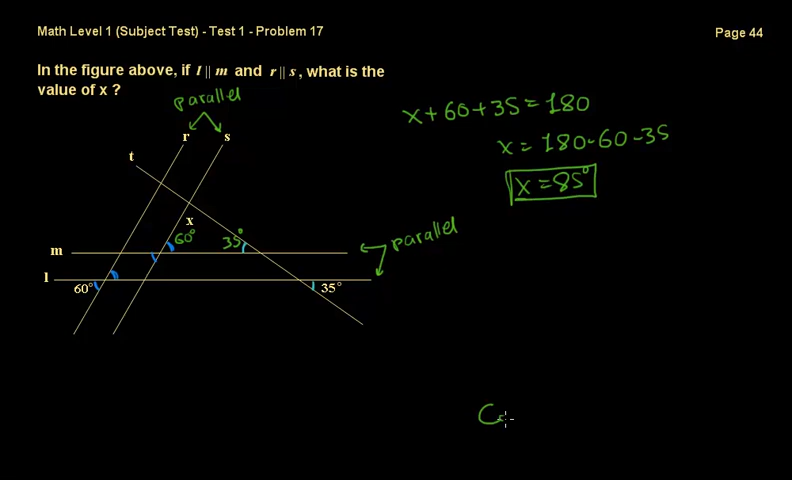 Math Level 1 (Subject Test) - Test 1 - Problem 17
Page 44
In the figure above, if l || m and r || s, what is the
value of x ?
parallel
r
s
t
x
60°
35°
m
parallel
l
60°
35°
x+60+35=180
x=180-60-35
x=85°
C